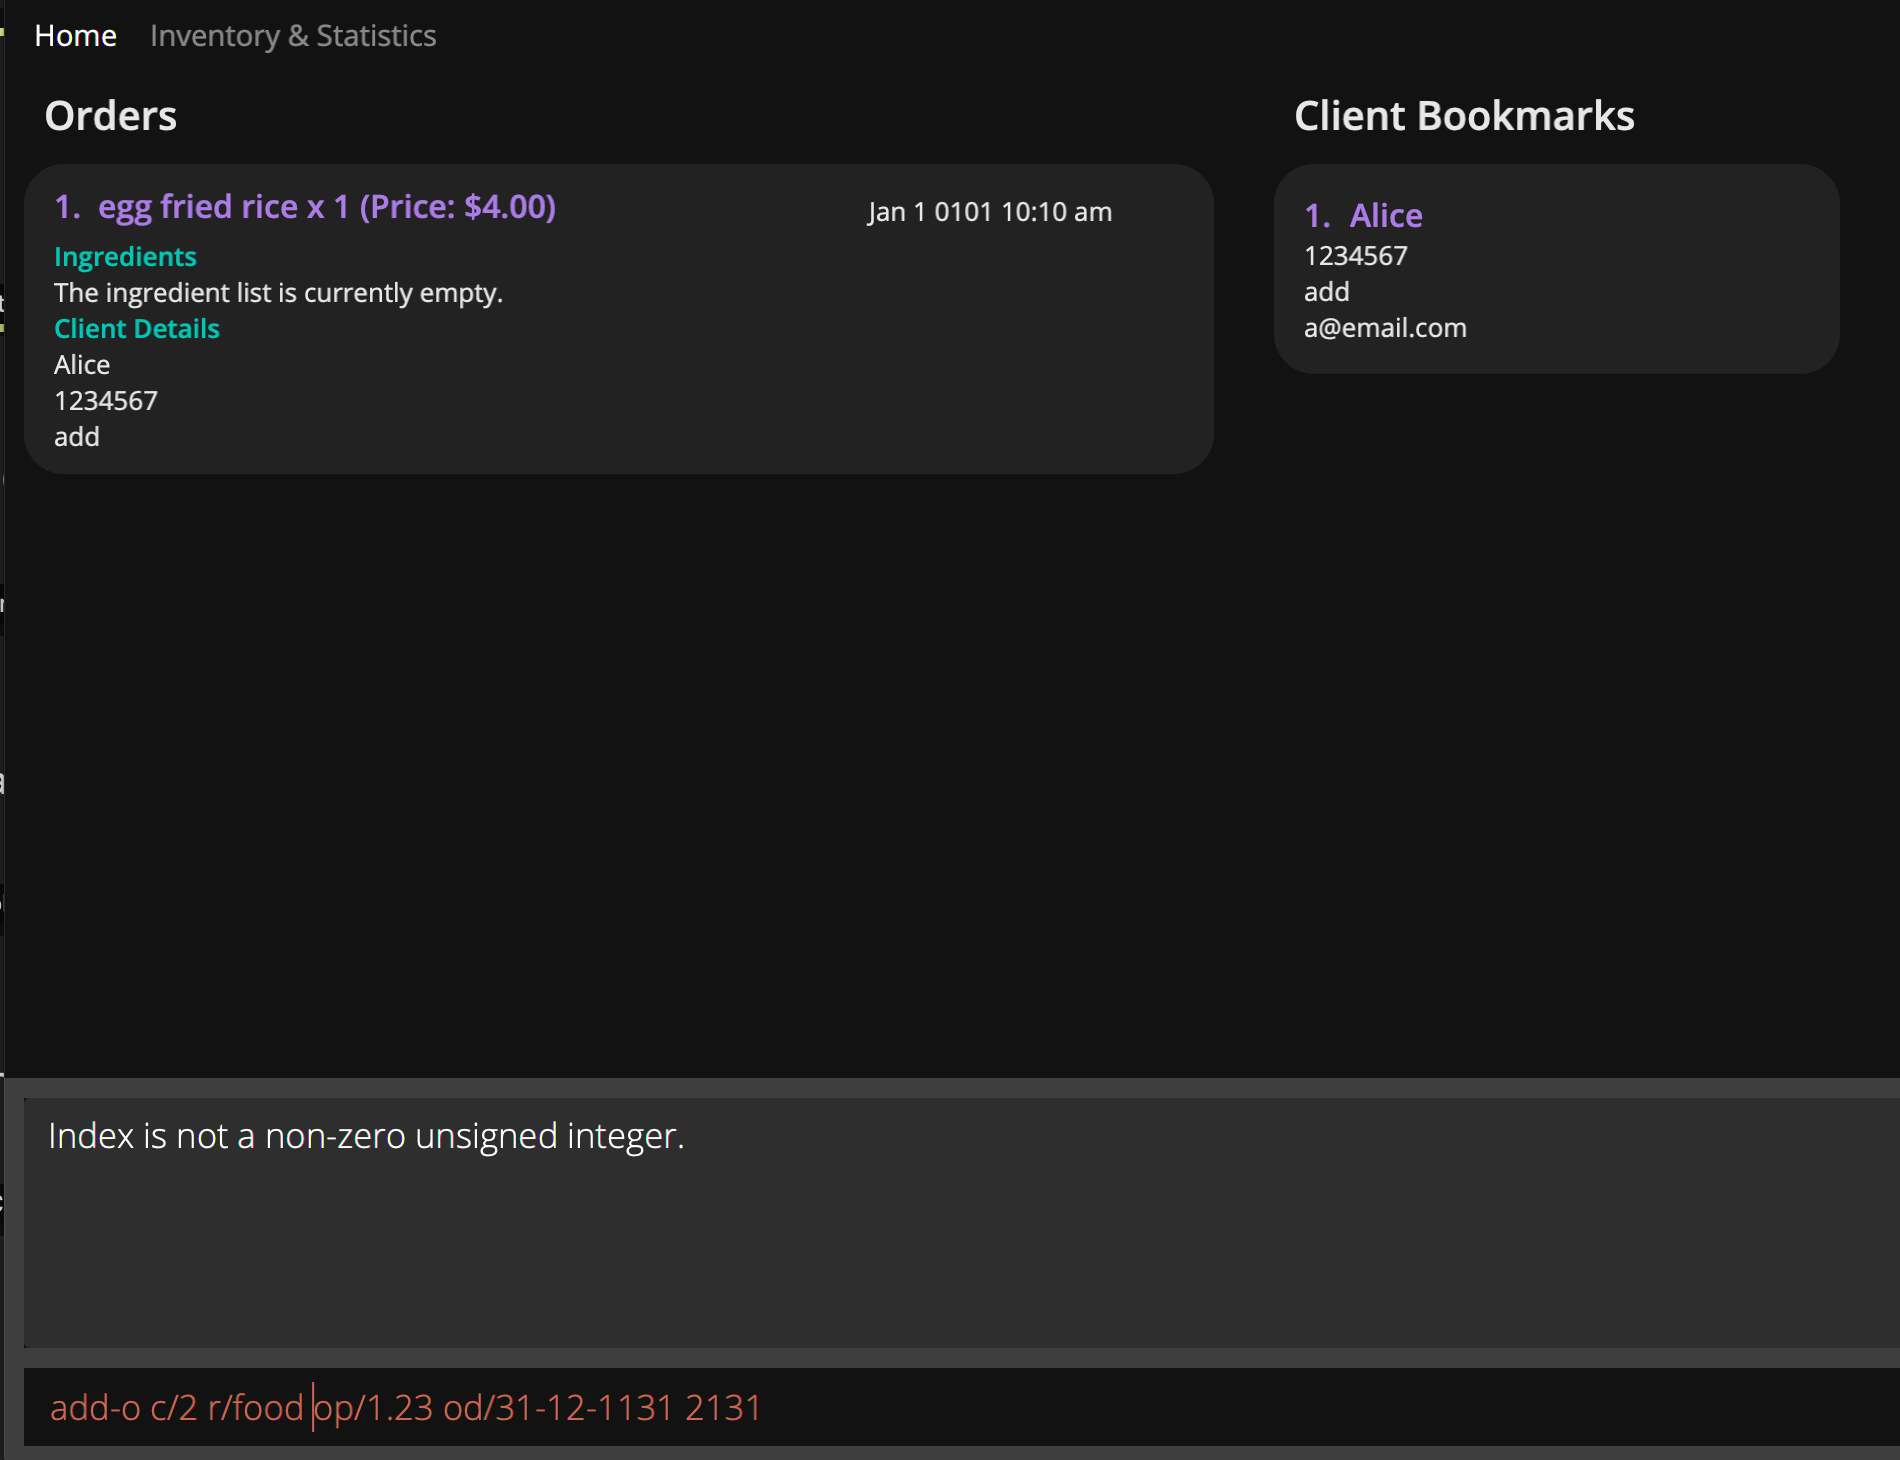 Home Inventory & Statistics
Orders
1. egg fried rice x 1 (Price: $4.00)
Jan 1 0101 10:10 am
Ingredients
The ingredient list is currently empty.
Client Details
Alice
1234567
add
Client Bookmarks
1. Alice
1234567
add
a@email.com
Index is not a non-zero unsigned integer.
add-o c/2 r/food op/1.23 od/31-12-1131 2131